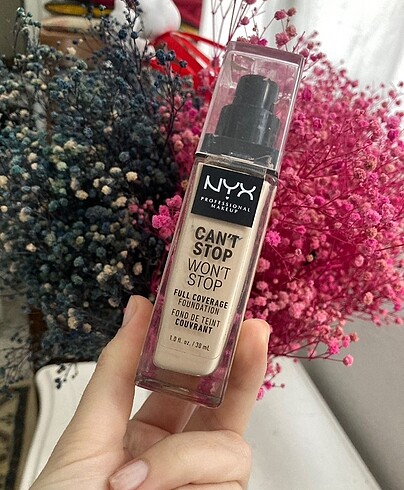 NYX
PROFESSIONAL
MAKEUP
CAN'T
STOP
WON'T
STOP
FULL COVERAGE
FOUNDATION
FOND DE TEINT
COUVRANT
1.0 fl. oz. / 30 mL